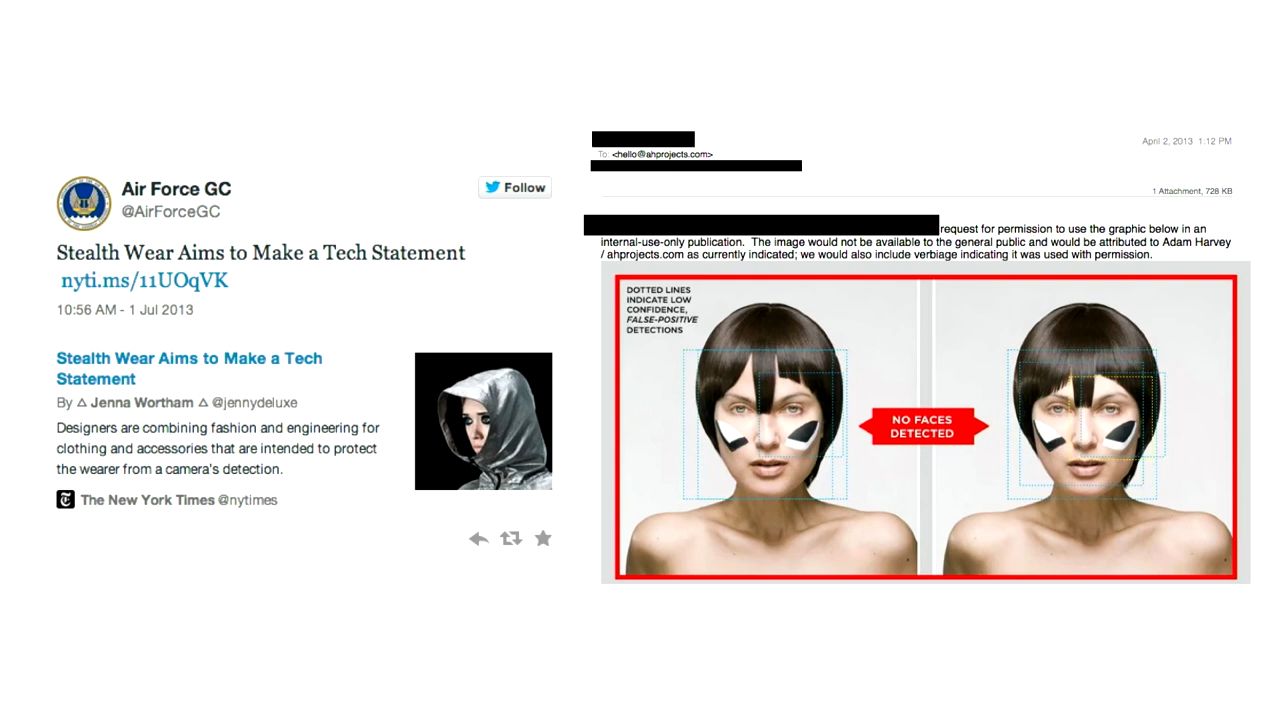 Air Force GC
@AirForceGC
Follow
Stealth Wear Aims to Make a Tech Statement
nyti.ms/11UOqVK
10:56 AM - 1 Jul 2013
Stealth Wear Aims to Make a Tech
Statement
By △ Jenna Wortham △ @jennydeluxe
Designers are combining fashion and engineering for
clothing and accessories that are intended to protect
the wearer from a camera's detection.
The New York Times @nytimes
April 2, 2013 1:12 PM
To: <hello@ahprojects.com>
1 Attachment, 728 KB
request for permission to use the graphic below in an
internal-use-only publication. The image would not be available to the general public and would be attributed to Adam Harvey
/ ahprojects.com as currently indicated; we would also include verbiage indicating it was used with permission.
DOTTED LINES
INDICATE LOW
CONFIDENCE,
FALSE-POSITIVE
DETECTIONS
NO FACES
DETECTED